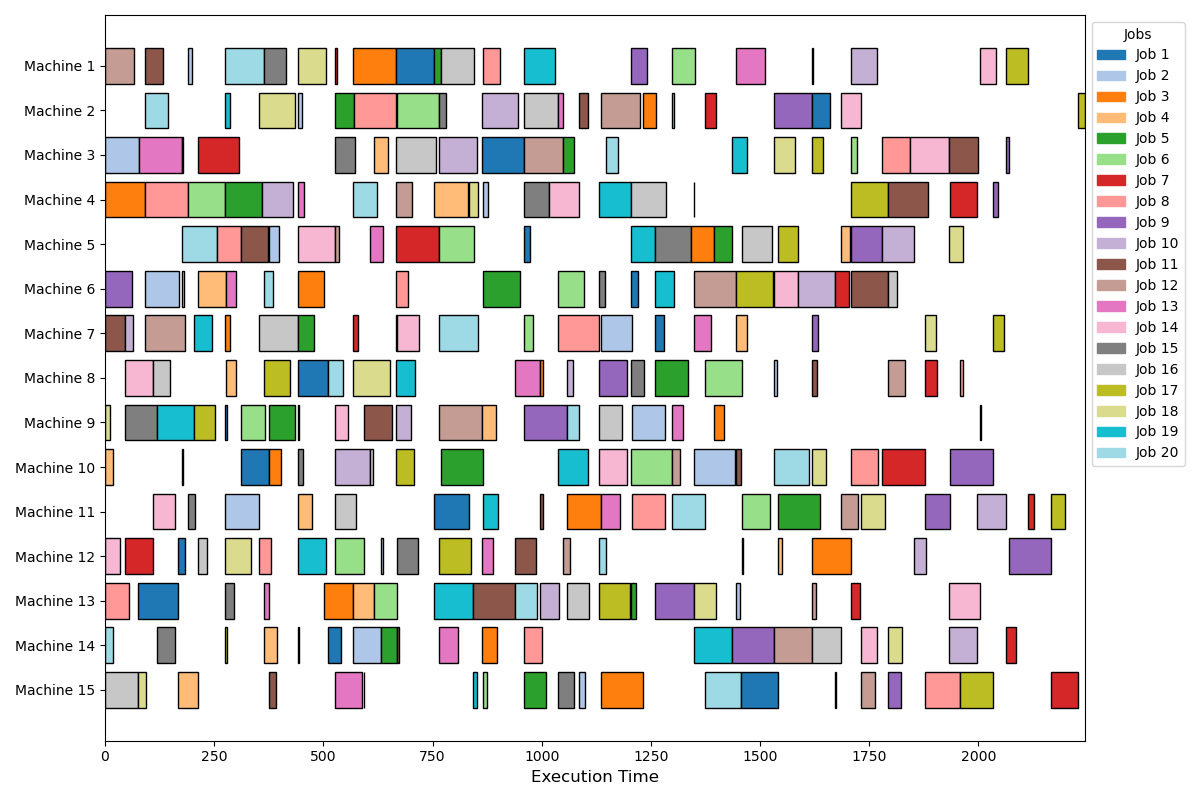 Machine 1
Machine 2
Machine 3
Machine 4
Machine 5
Machine 6
Machine 7
Machine 8
Machine 9
Machine 10
Machine 11
Machine 12
Machine 13
Machine 14
Machine 15
0 250 500 750 1000 1250 1500 1750 2000
Execution Time
Jobs
Job 1
Job 2
Job 3
Job 4
Job 5
Job 6
Job 7
Job 8
Job 9
Job 10
Job 11
Job 12
Job 13
Job 14
Job 15
Job 16
Job 17
Job 18
Job 19
Job 20